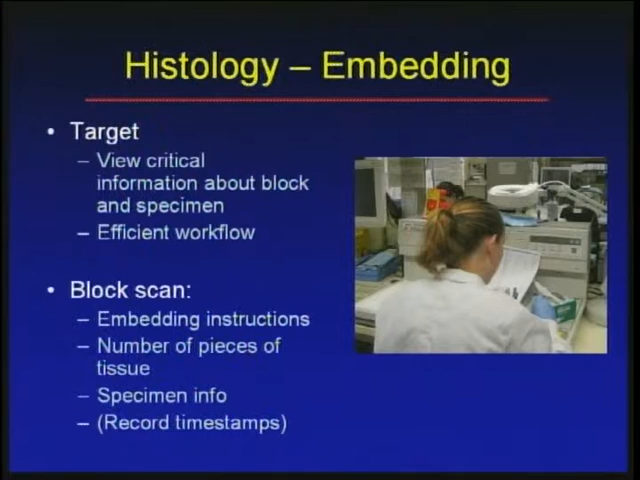 Histology – Embedding
• Target
– View critical
information about block
and specimen
– Efficient workflow
• Block scan:
– Embedding instructions
– Number of pieces of
tissue
– Specimen info
– (Record timestamps)